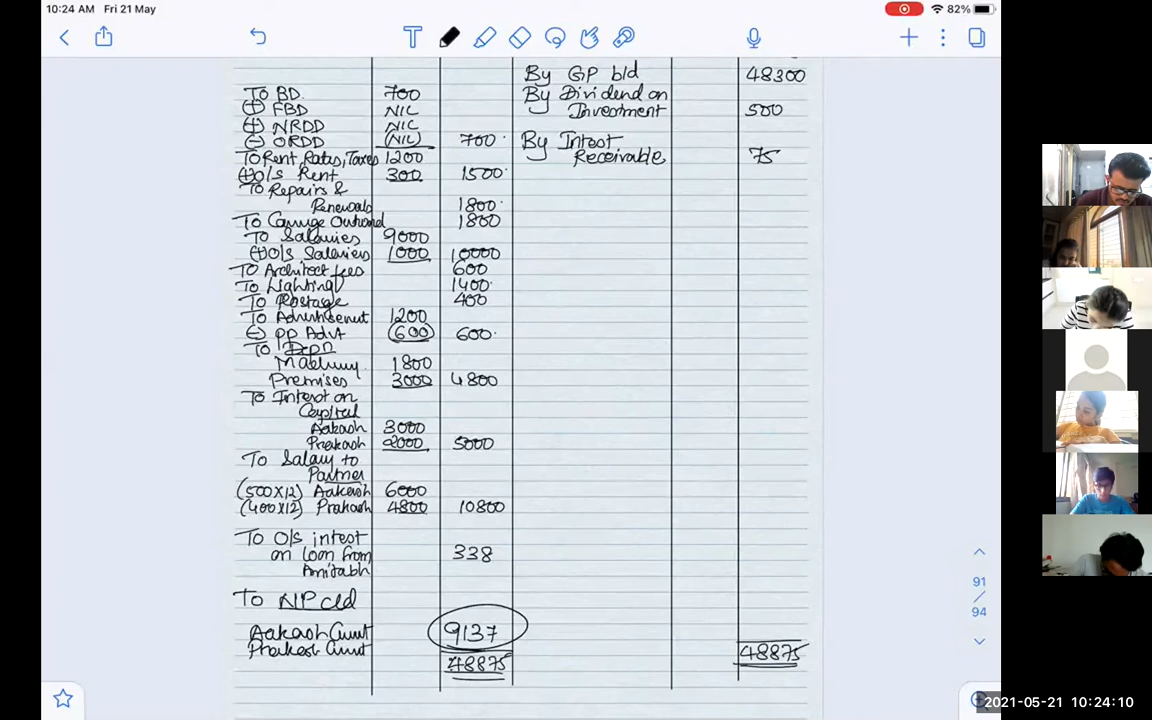 10:24 AM Fri 21 May
82%
By GP b/d 48300
To BD 700
By Dividend on
(+) FBD NIL
Investment 500
(+) NRDD NIL
(-) ORDD (NIL) 700
By Intest
Receivable 75
To Rent Rates, Taxes 1200
(+) O/s Rent 300 1500
To Repairs &
Renewals 1800
To Carriage Outward 1800
To Salaries 9000
(+) O/s Salaries 1000 10000
To Architect fees 600
To Lighting 1400
To Postage 400
To Advertisement 1200
(-) PP Advt (600) 600
To Depn
Machinery 1800
Premises 3000 4800
To Interest on
Capital
Aakash 3000
Prakash 2000 5000
To Salary to
Partner
(500x12) Aakash 6000
(400x12) Prakash 4800 10800
To O/s intest
on loan from
Amitabh 338
To NP c/d
Aakash Curnt 9137
Prakash Curnt
48875 48875
91
/
94
2021-05-21 10:24:10